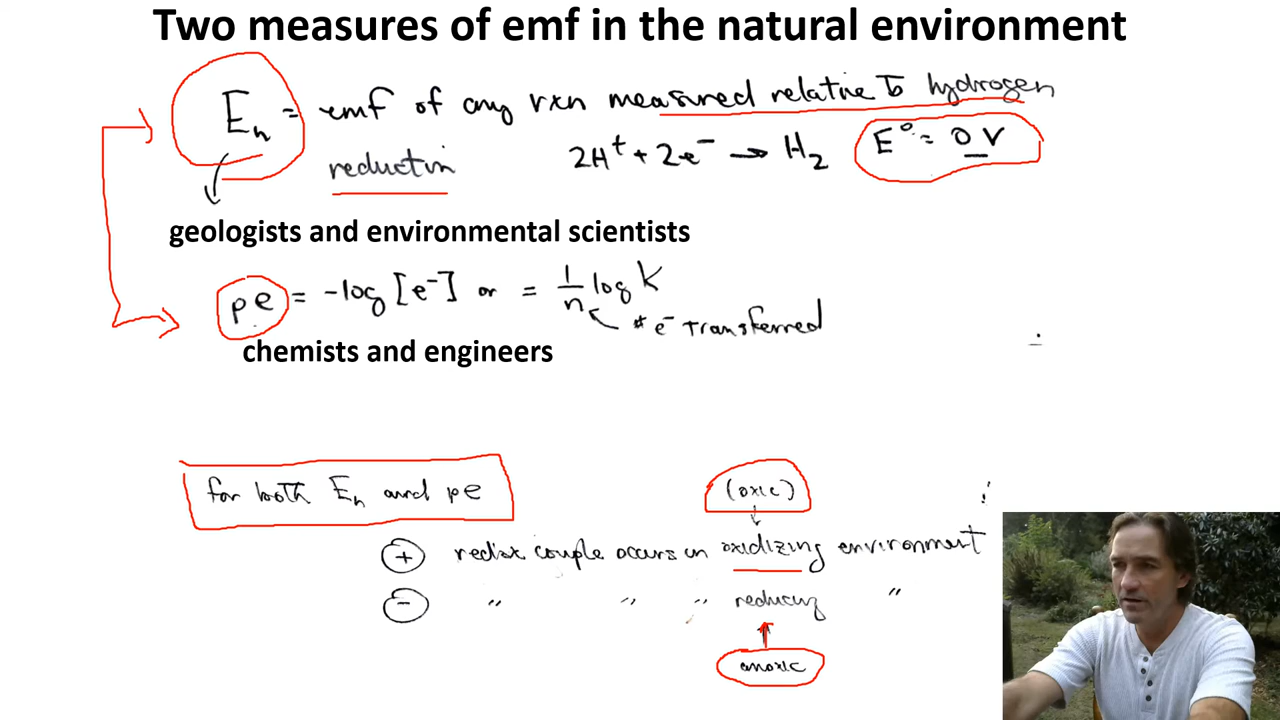 Two measures of emf in the natural environment
E_h = emf of any rxn measured relative to hydrogen
reduction 2H⁺ + 2e⁻ → H₂ E° = 0 V
geologists and environmental scientists
pe = -log [e⁻] or = 1/n log K
# e⁻ transferred
chemists and engineers
for both E_h and pe (oxic)
+ redox couple occurs in oxidizing environment
- " " " reducing "
anoxic